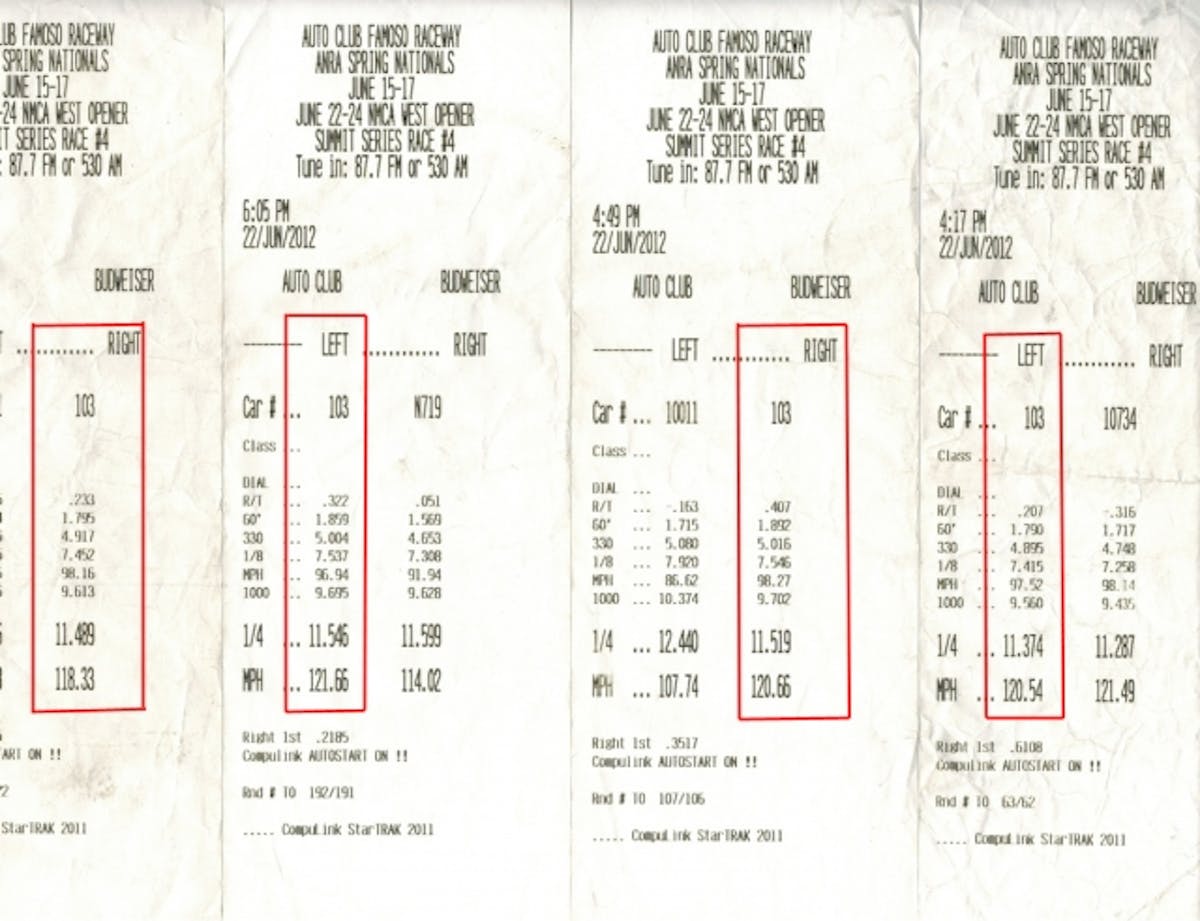 UB FAMOSO RACEWAY
SPRING NATIONALS
JUNE 15-17
-24 NMCA WEST OPENER
IT SERIES RACE #4
: 87.7 FM or 530 AM
BUDWEISER
............ RIGHT
103
.233
1.795
4.917
7.452
98.16
9.613
11.489
118.33
ART ON !!
StarTRAK 2011
AUTO CLUB FAMOSO RACEWAY
ANRA SPRING NATIONALS
JUNE 15-17
JUNE 22-24 NMCA WEST OPENER
SUMMIT SERIES RACE #4
Tune in: 87.7 FM or 530 AM
6:05 PM
22/JUN/2012
AUTO CLUB BUDWEISER
-------- LEFT ............ RIGHT
Car # ... 103 N719
Class ...
DIAL ...
R/T ... .322 .051
60' ... 1.859 1.569
330 ... 5.004 4.653
1/8 ... 7.537 7.308
MPH ... 96.94 91.94
1000 ... 9.695 9.628
1/4 ... 11.546 11.599
MPH ... 121.66 114.02
Right 1st .2185
CompuLink AUTOSTART ON !!
Rnd # TO 192/191
..... CompuLink StarTRAK 2011
AUTO CLUB FAMOSO RACEWAY
ANRA SPRING NATIONALS
JUNE 15-17
JUNE 22-24 NMCA WEST OPENER
SUMMIT SERIES RACE #4
Tune in: 87.7 FM or 530 AM
4:49 PM
22/JUN/2012
AUTO CLUB BUDWEISER
-------- LEFT ............ RIGHT
Car # ... 10011 103
Class ...
DIAL ...
R/T ... -.163 .407
60' ... 1.715 1.892
330 ... 5.080 5.016
1/8 ... 7.920 7.546
MPH ... 86.62 98.27
1000 ... 10.374 9.702
1/4 ... 12.440 11.519
MPH ... 107.74 120.66
Right 1st .3517
CompuLink AUTOSTART ON !!
Rnd # TO 107/106
..... CompuLink StarTRAK 2011
AUTO CLUB FAMOSO RACEWAY
ANRA SPRING NATIONALS
JUNE 15-17
JUNE 22-24 NMCA WEST OPENER
SUMMIT SERIES RACE #4
Tune in: 87.7 FM or 530 AM
4:17 PM
22/JUN/2012
AUTO CLUB BUDWEISER
-------- LEFT ............ RIGHT
Car # ... 103 10734
Class ...
DIAL ...
R/T ... .207 -.316
60' ... 1.790 1.717
330 ... 4.895 4.748
1/8 ... 7.415 7.258
MPH ... 97.52 98.14
1000 ... 9.560 9.435
1/4 ... 11.374 11.287
MPH ... 120.54 121.49
Right 1st .6108
CompuLink AUTOSTART ON !!
Rnd # TO 63/62
..... CompuLink StarTRAK 2011